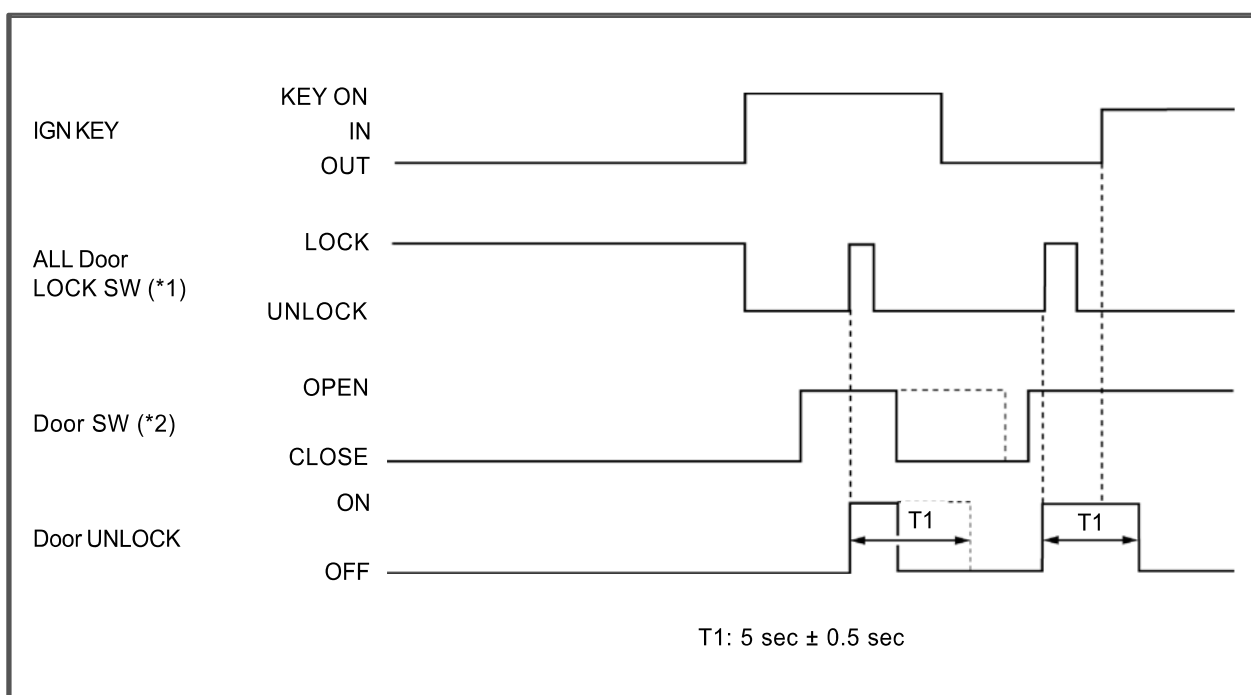 KEY ON
IGN KEY
IN
OUT
LOCK
ALL Door
LOCK SW (*1)
UNLOCK
OPEN
Door SW (*2)
CLOSE
ON
Door UNLOCK
T1
T1
OFF
T1: 5 sec ± 0.5 sec